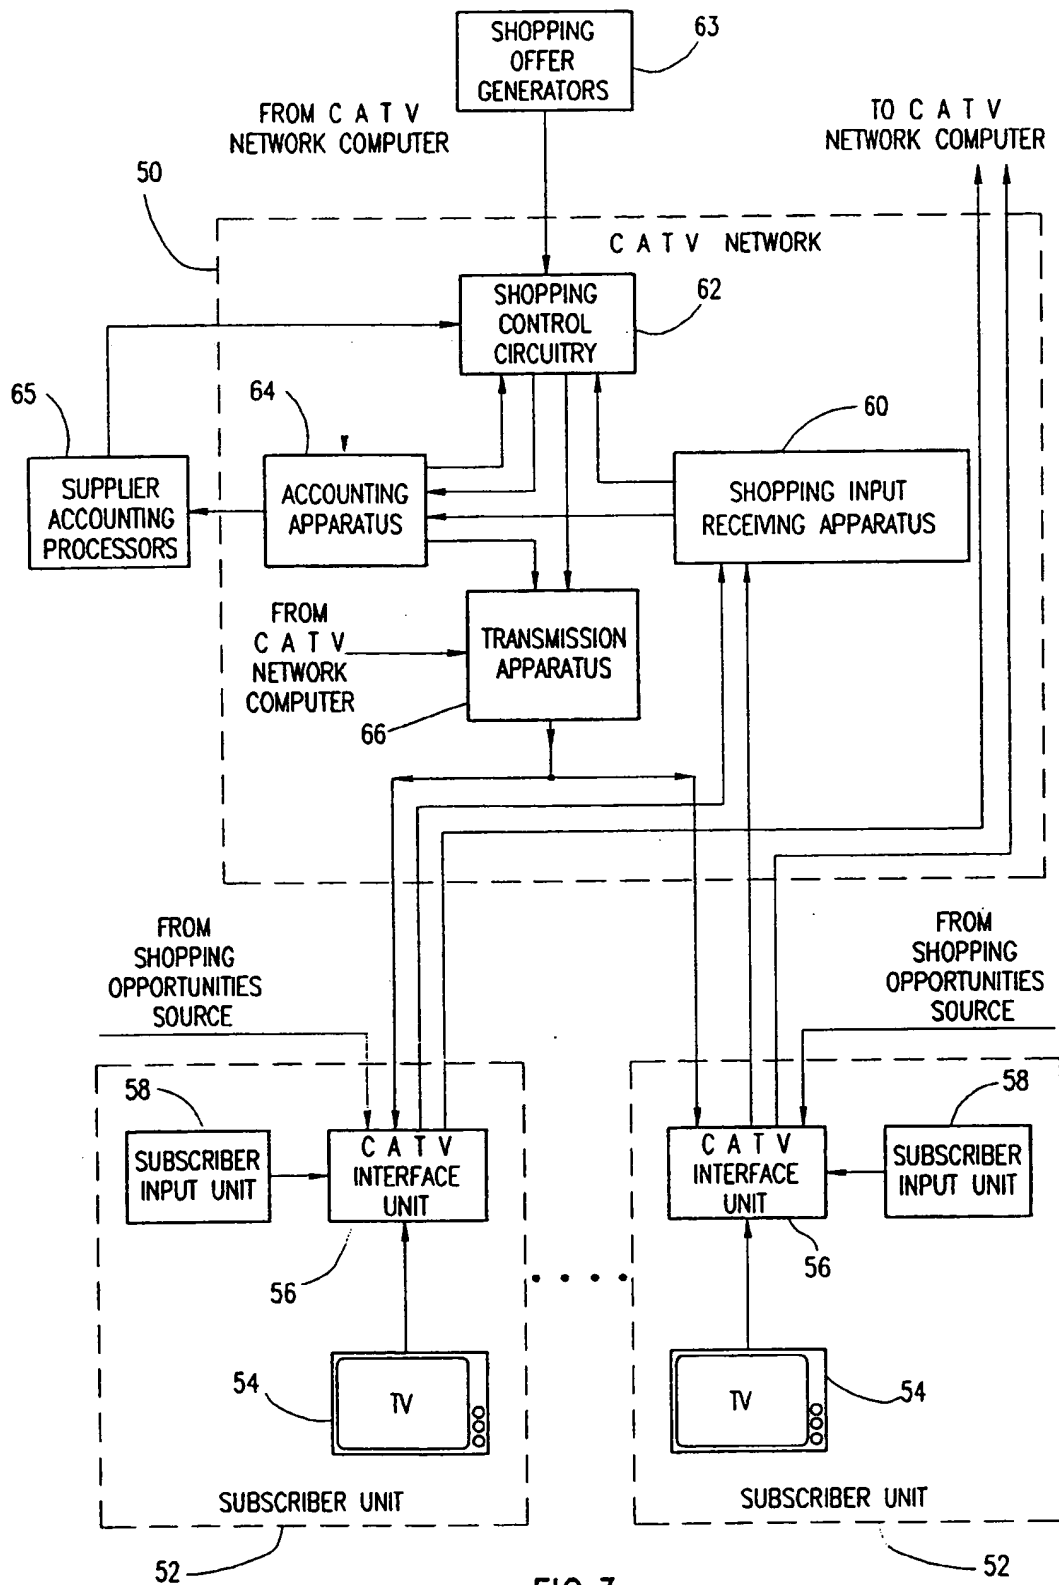 SHOPPING
OFFER
GENERATORS
63
FROM C A T V
NETWORK COMPUTER
TO C A T V
NETWORK COMPUTER
50
C A T V NETWORK
SHOPPING
CONTROL
CIRCUITRY
62
65
64
60
SUPPLIER
ACCOUNTING
PROCESSORS
ACCOUNTING
APPARATUS
SHOPPING INPUT
RECEIVING APPARATUS
FROM
C A T V
NETWORK
COMPUTER
TRANSMISSION
APPARATUS
66
FROM
SHOPPING
OPPORTUNITIES
SOURCE
FROM
SHOPPING
OPPORTUNITIES
SOURCE
58
SUBSCRIBER
INPUT UNIT
C A T V
INTERFACE
UNIT
56
C A T V
INTERFACE
UNIT
56
58
SUBSCRIBER
INPUT UNIT
54
TV
TV
54
SUBSCRIBER UNIT
SUBSCRIBER UNIT
52
52